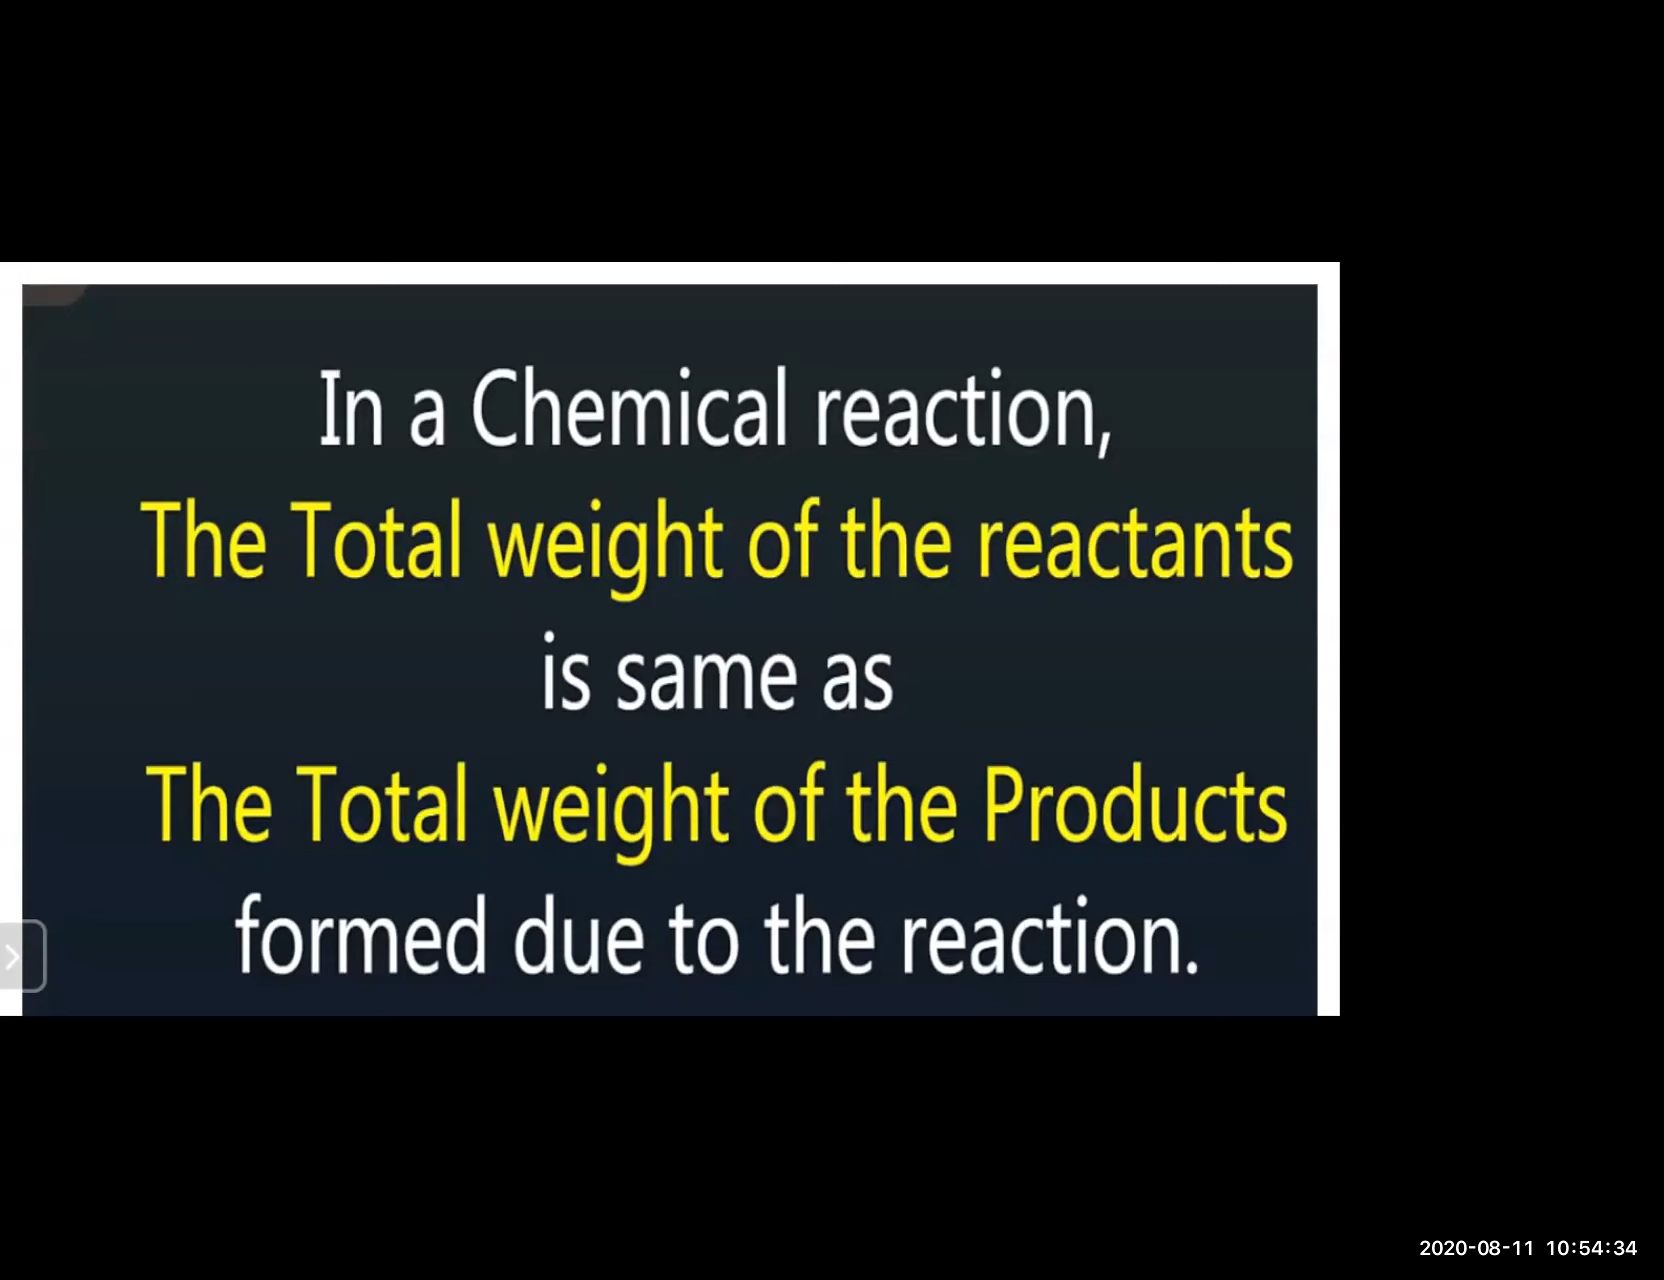 In a Chemical reaction,
The Total weight of the reactants
is same as
The Total weight of the Products
formed due to the reaction.
2020-08-11 10:54:34